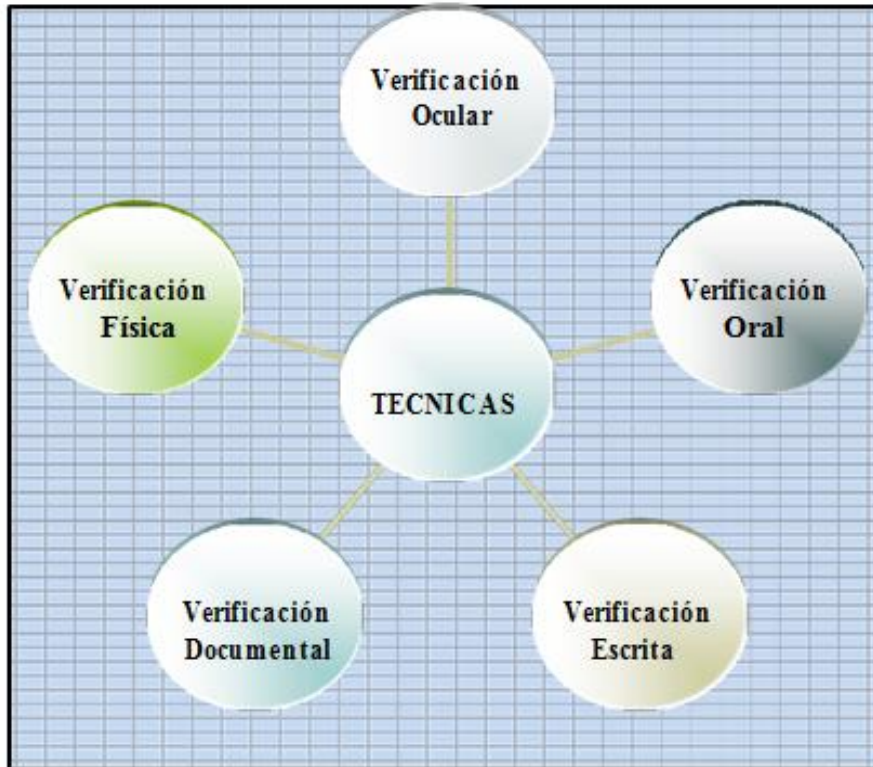 Verificación
Ocular
Verificación
Física
Verificación
Oral
TECNICAS
Verificación
Documental
Verificación
Escrita